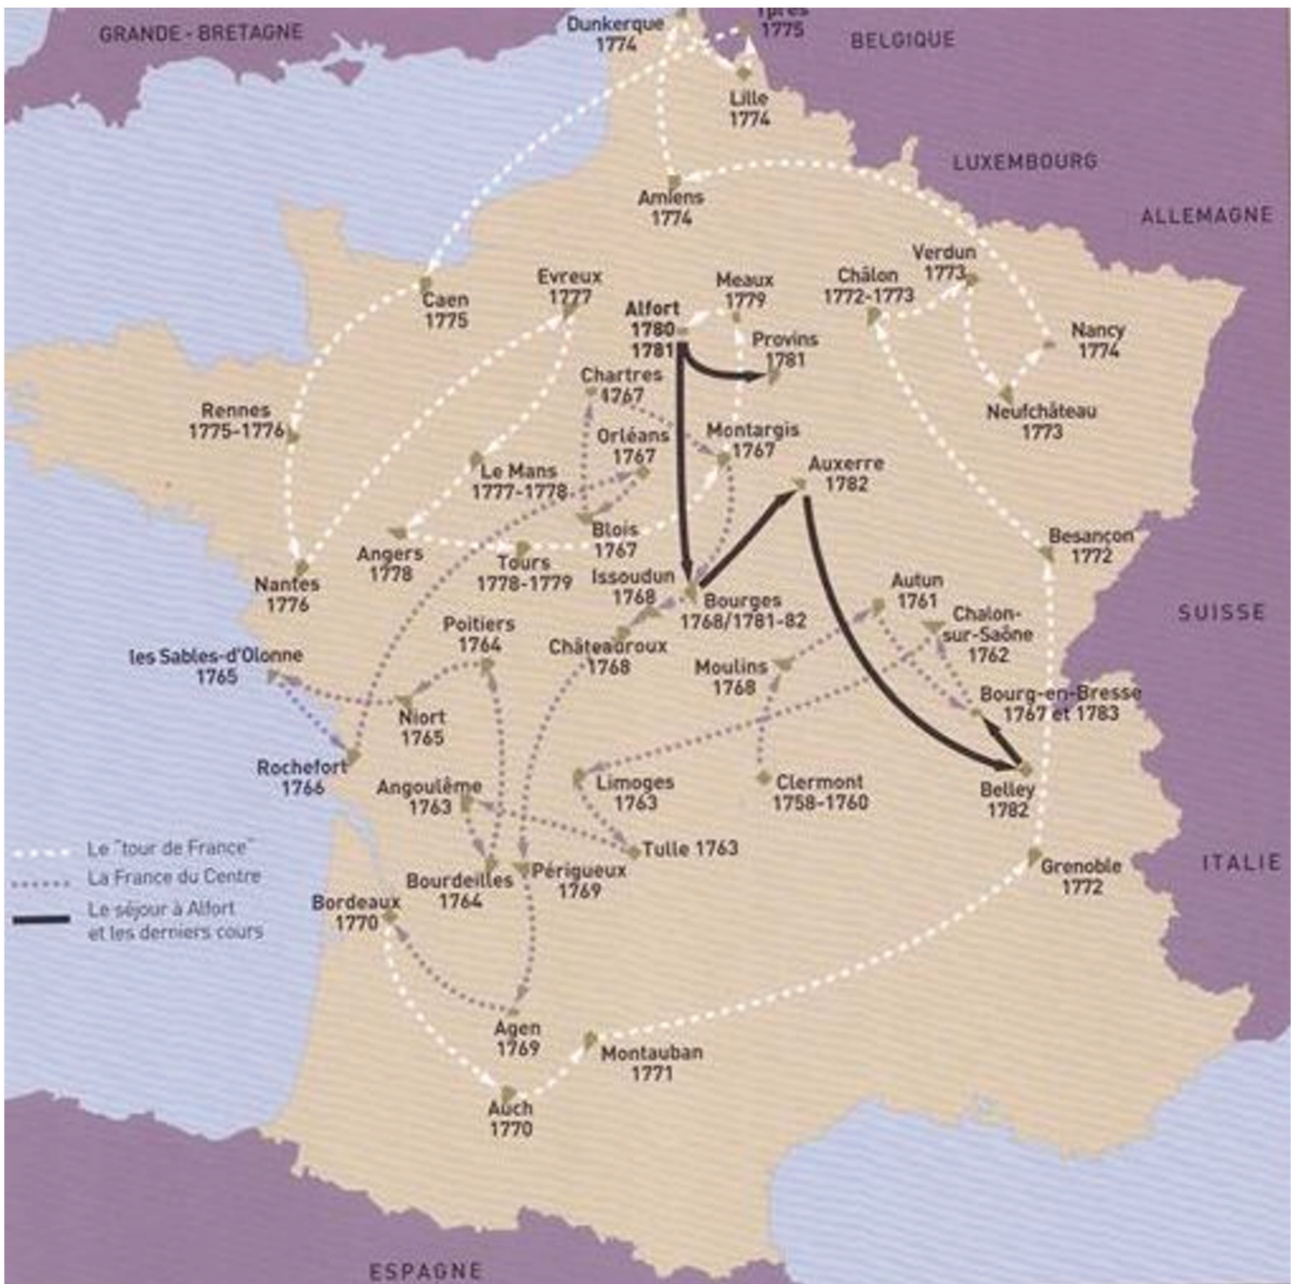 GRANDE-BRETAGNE
Dunkerque
1774
Ypres
1775
BELGIQUE
Lille
1774
LUXEMBOURG
ALLEMAGNE
Amiens
1774
Verdun
1773
Châlon
1772-1773
Evreux
1777
Meaux
1779
Caen
1775
Alfort
1780
1781
Provins
1781
Nancy
1774
Chartres
1767
Rennes
1775-1776
Neufchâteau
1773
Orléans
1767
Montargis
1767
Auxerre
1782
Le Mans
1777-1778
Blois
1767
Besançon
1772
Angers
1778
Tours
1778-1779
Nantes
1776
Issoudun
1768
Bourges
1768/1781-82
Autun
1761
Chalon-
sur-Saône
1762
SUISSE
Poitiers
1764
Châteauroux
1768
les Sables-d'Olonne
1765
Moulins
1768
Niort
1765
Bourg-en-Bresse
1767 et 1783
Rochefort
1766
Angoulême
1763
Limoges
1763
Clermont
1758-1760
Belley
1782
Le "tour de France"
La France du Centre
Le séjour à Alfort
et les derniers cours
Tulle 1763
Bourdeilles
1764
Périgueux
1769
Grenoble
1772
ITALIE
Bordeaux
1770
Agen
1769
Montauban
1771
Auch
1770
ESPAGNE